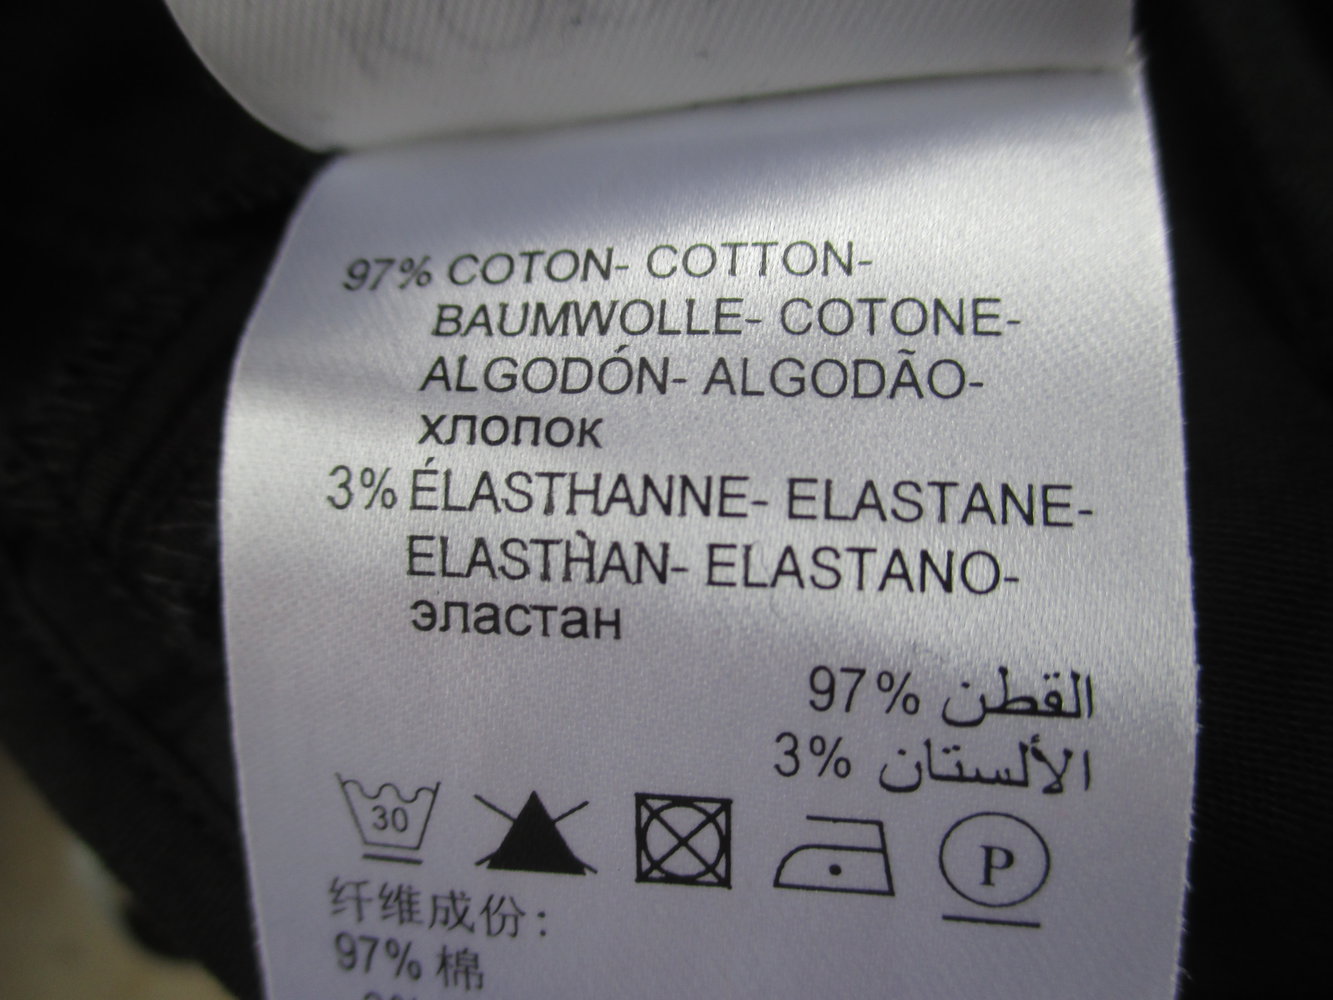 97% COTON- COTTON-
BAUMWOLLE- COTONE-
ALGODÓN- ALGODÃO-
хлопок
3% ÉLASTHANNE- ELASTANE-
ELASTHAN- ELASTANO-
эластан
97% القطن
3% الألستان
30
P
纤维成份：
97% 棉